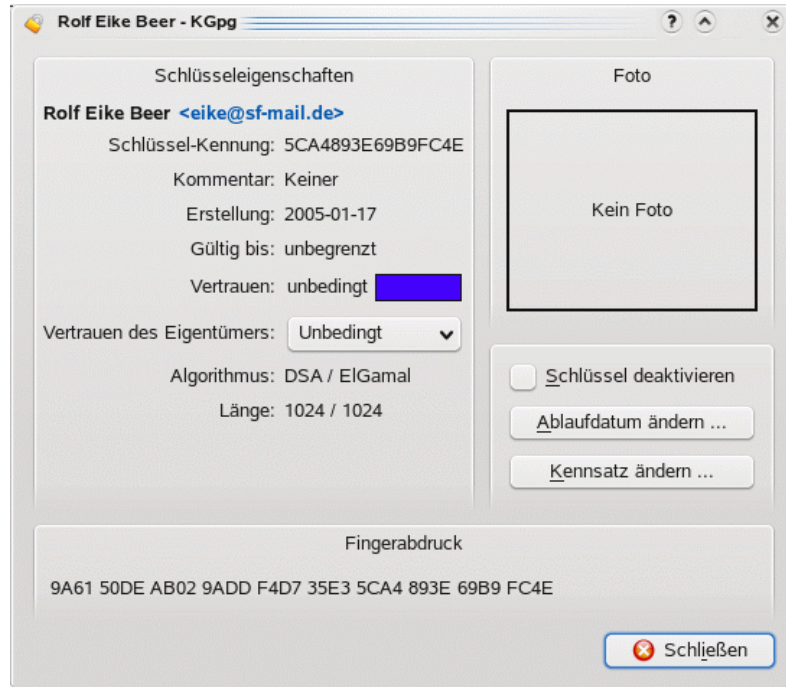 Rolf Eike Beer - KGpg
Schlüsseleigenschaften
Rolf Eike Beer <eike@sf-mail.de>
Schlüssel-Kennung: 5CA4893E69B9FC4E
Kommentar: Keiner
Erstellung: 2005-01-17
Gültig bis: unbegrenzt
Vertrauen: unbedingt
Vertrauen des Eigentümers: Unbedingt
Algorithmus: DSA / ElGamal
Länge: 1024 / 1024
Foto
Kein Foto
Schlüssel deaktivieren
Ablaufdatum ändern ...
Kennsatz ändern ...
Fingerabdruck
9A61 50DE AB02 9ADD F4D7 35E3 5CA4 893E 69B9 FC4E
Schließen